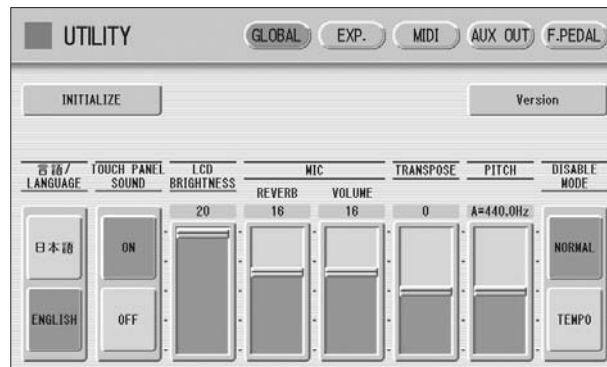 UTILITY GLOBAL EXP. MIDI AUX OUT F.PEDAL
INITIALIZE Version
言語/ LANGUAGE TOUCH PANEL SOUND LCD BRIGHTNESS MIC TRANSPOSE PITCH DISABLE MODE
REVERB VOLUME
20 16 16 0 A=440.0Hz
日本語 ON NORMAL
ENGLISH OFF TEMPO